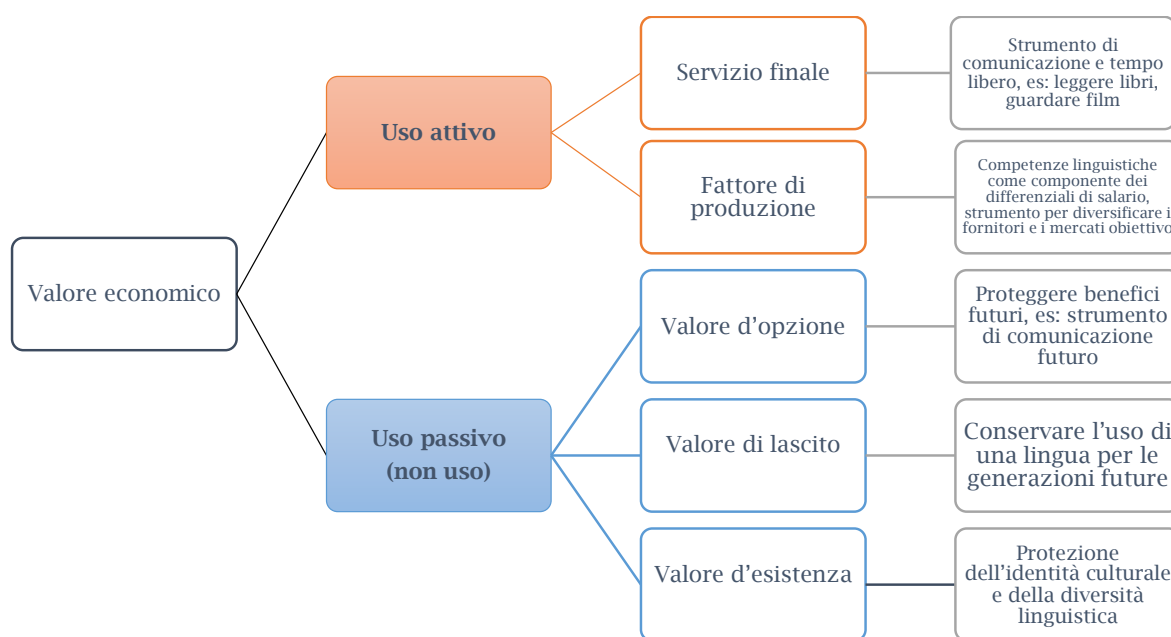 Valore economico
Uso attivo
Servizio finale
Strumento di
comunicazione e tempo
libero, es: leggere libri,
guardare film
Fattore di
produzione
Competenze linguistiche
come componente dei
differenziali di salario,
strumento per diversificare i
fornitori e i mercati obiettivo
Uso passivo
(non uso)
Valore d’opzione
Proteggere benefici
futuri, es: strumento
di comunicazione
futuro
Valore di lascito
Conservare l’uso di
una lingua per le
generazioni future
Valore d’esistenza
Protezione
dell’identità culturale
e della diversità
linguistica